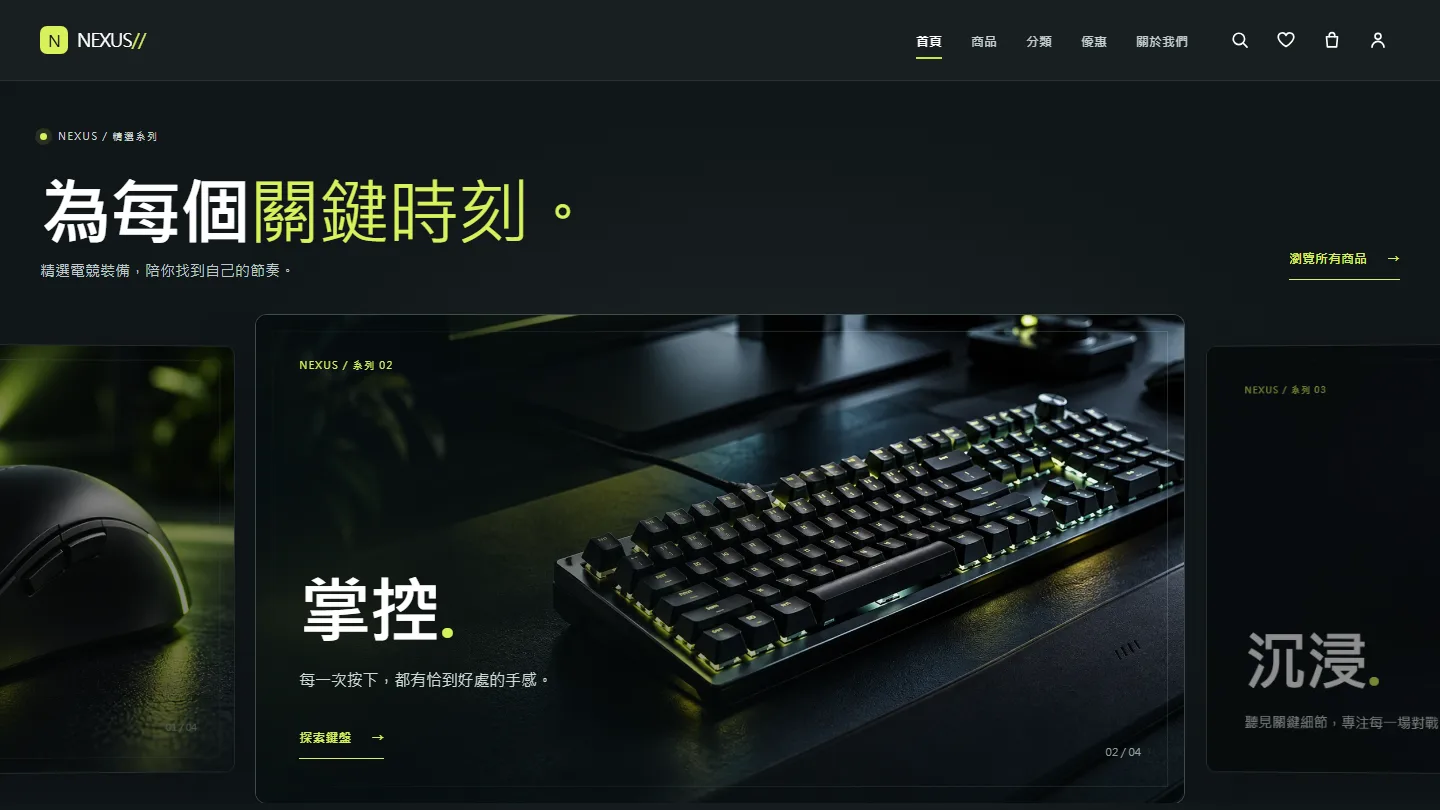 N NEXUS//
首頁 商品 分類 優惠 關於我們
NEXUS / 精選系列
為每個關鍵時刻。
精選電競裝備，陪你找到自己的節奏。
瀏覽所有商品 →
01 / 04
NEXUS / 系列 02
掌控.
每一次按下，都有恰到好處的手感。
探索鍵盤 →
02 / 04
NEXUS / 系列 03
沉浸.
聽見關鍵細節，專注每一場對戰